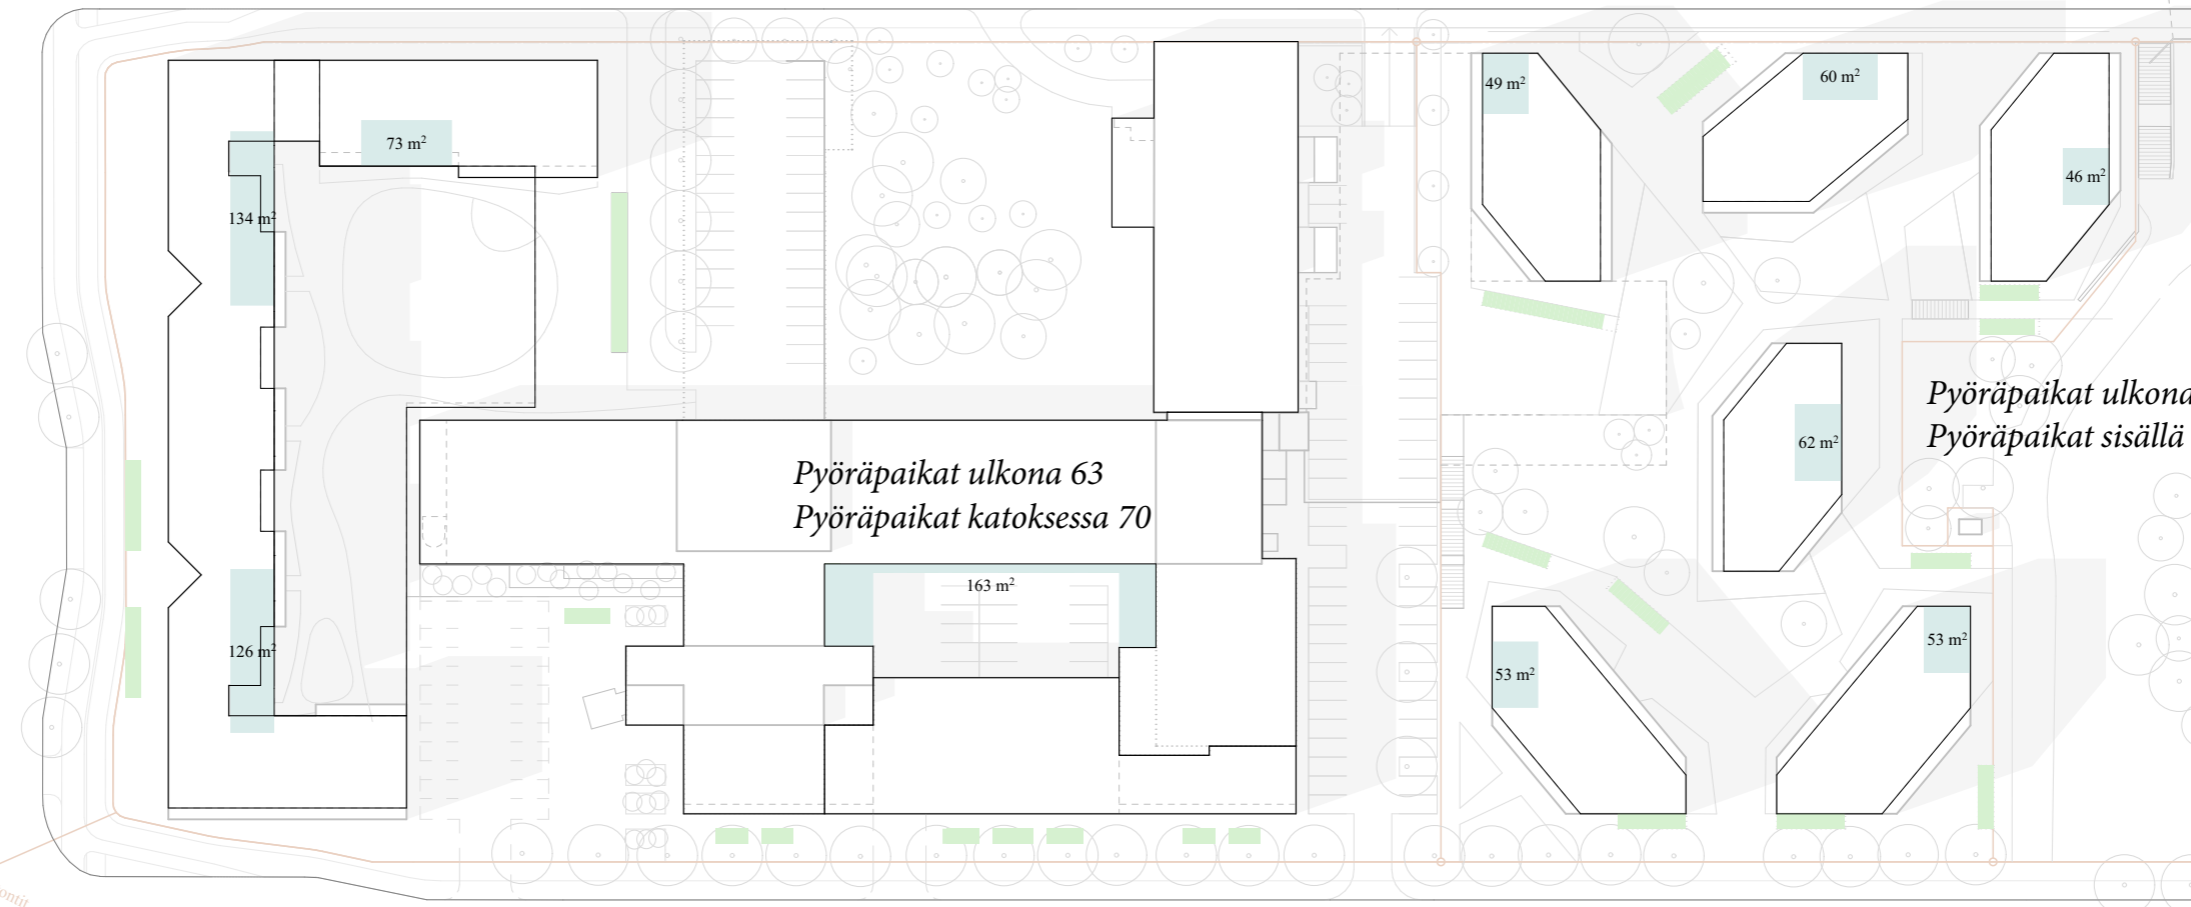 49 m²
60 m²
73 m²
46 m²
134 m²
Pyöräpaikat ulkona
Pyöräpaikat sisällä
62 m²
Pyöräpaikat ulkona 63
Pyöräpaikat katoksessa 70
163 m²
126 m²
53 m²
53 m²